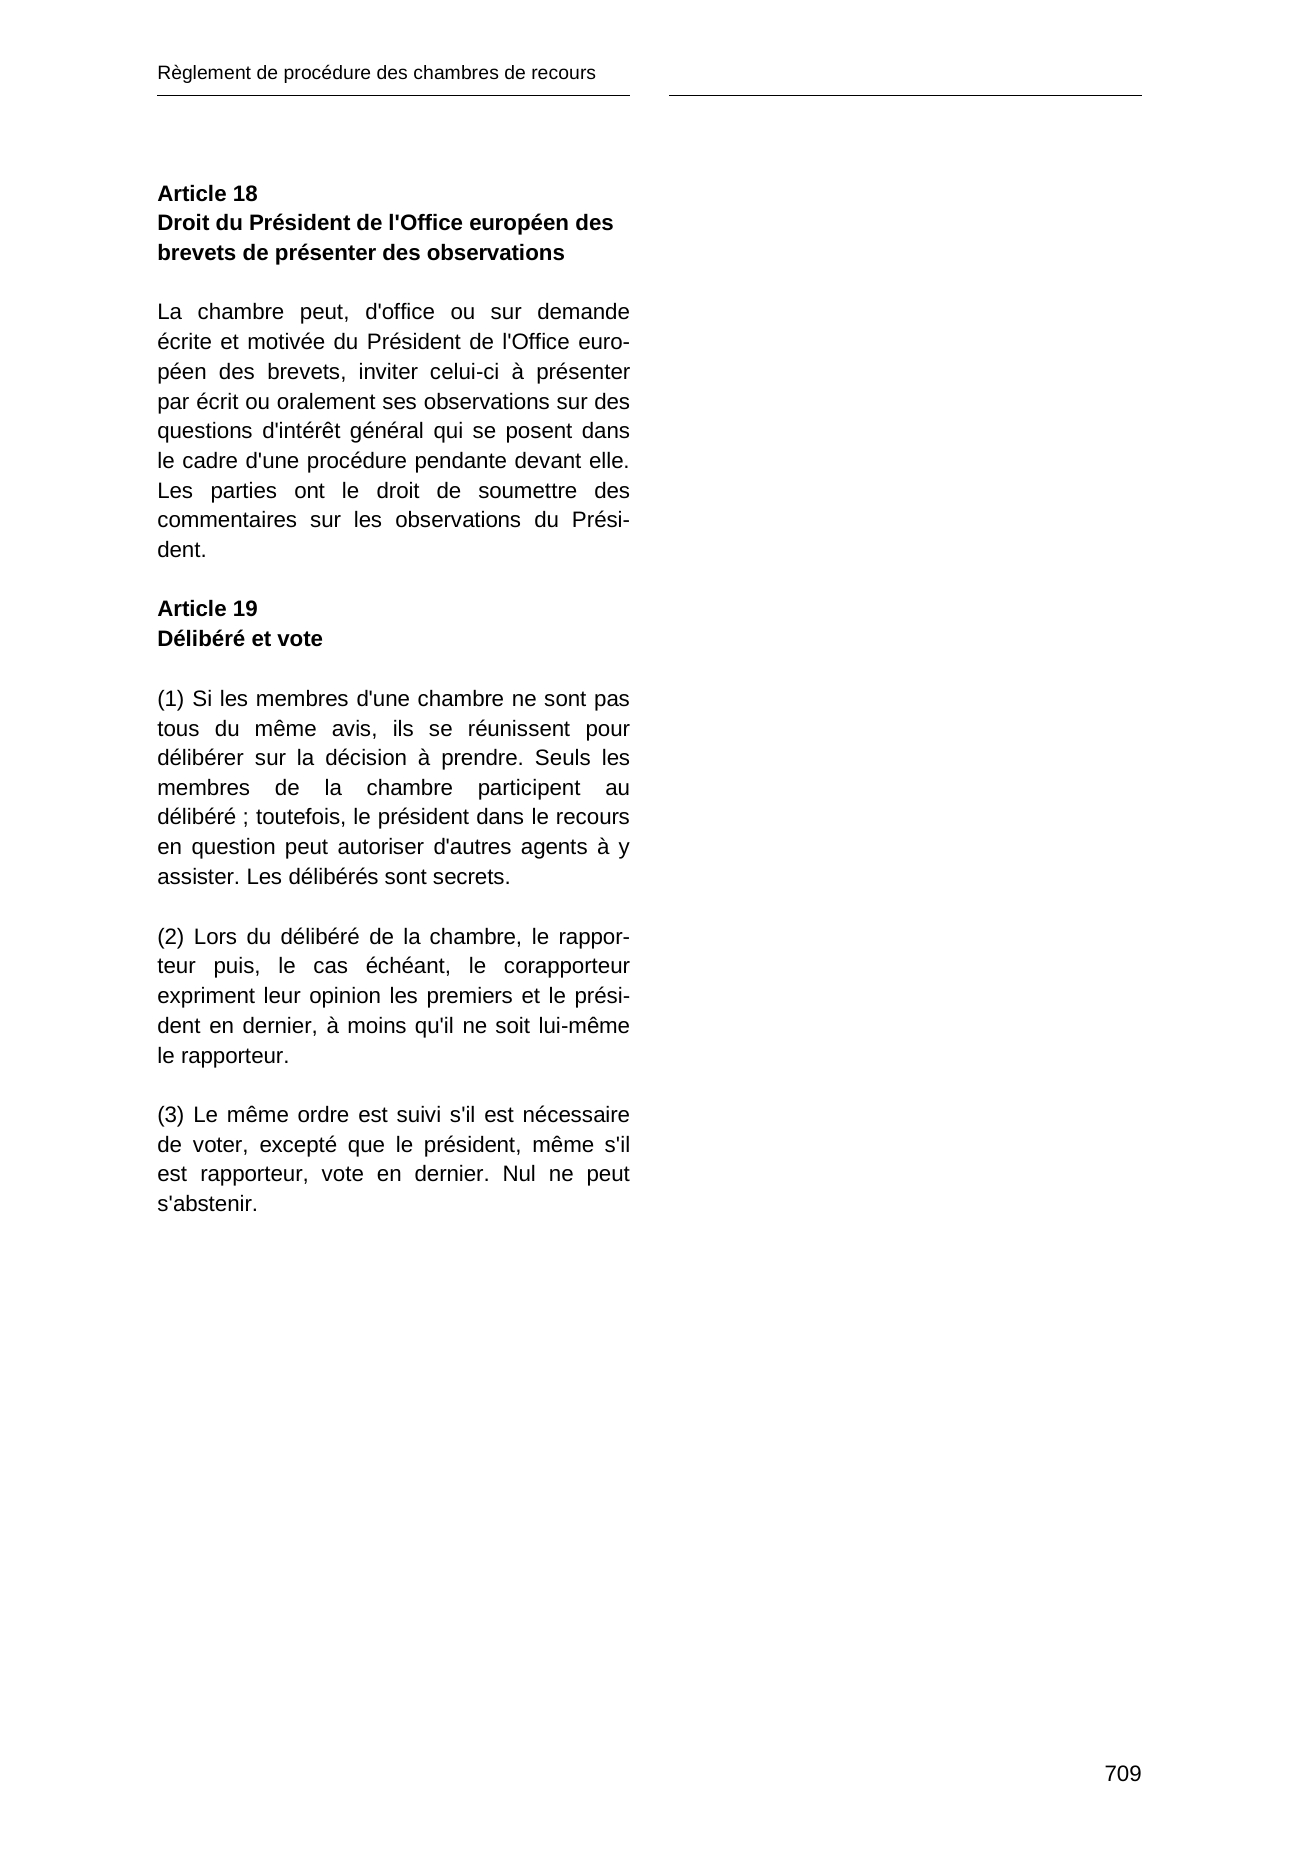 Règlement de procédure des chambres de recours
Article 18
Droit du Président de l'Office européen des
brevets de présenter des observations
La chambre peut, d'office ou sur demande
écrite et motivée du Président de l'Office euro-
péen des brevets, inviter celui-ci à présenter
par écrit ou oralement ses observations sur des
questions d'intérêt général qui se posent dans
le cadre d'une procédure pendante devant elle.
Les parties ont le droit de soumettre des
commentaires sur les observations du Prési-
dent.
Article 19
Délibéré et vote
(1) Si les membres d'une chambre ne sont pas
tous du même avis, ils se réunissent pour
délibérer sur la décision à prendre. Seuls les
membres de la chambre participent au
délibéré ; toutefois, le président dans le recours
en question peut autoriser d'autres agents à y
assister. Les délibérés sont secrets.
(2) Lors du délibéré de la chambre, le rappor-
teur puis, le cas échéant, le corapporteur
expriment leur opinion les premiers et le prési-
dent en dernier, à moins qu'il ne soit lui-même
le rapporteur.
(3) Le même ordre est suivi s'il est nécessaire
de voter, excepté que le président, même s'il
est rapporteur, vote en dernier. Nul ne peut
s'abstenir.
709